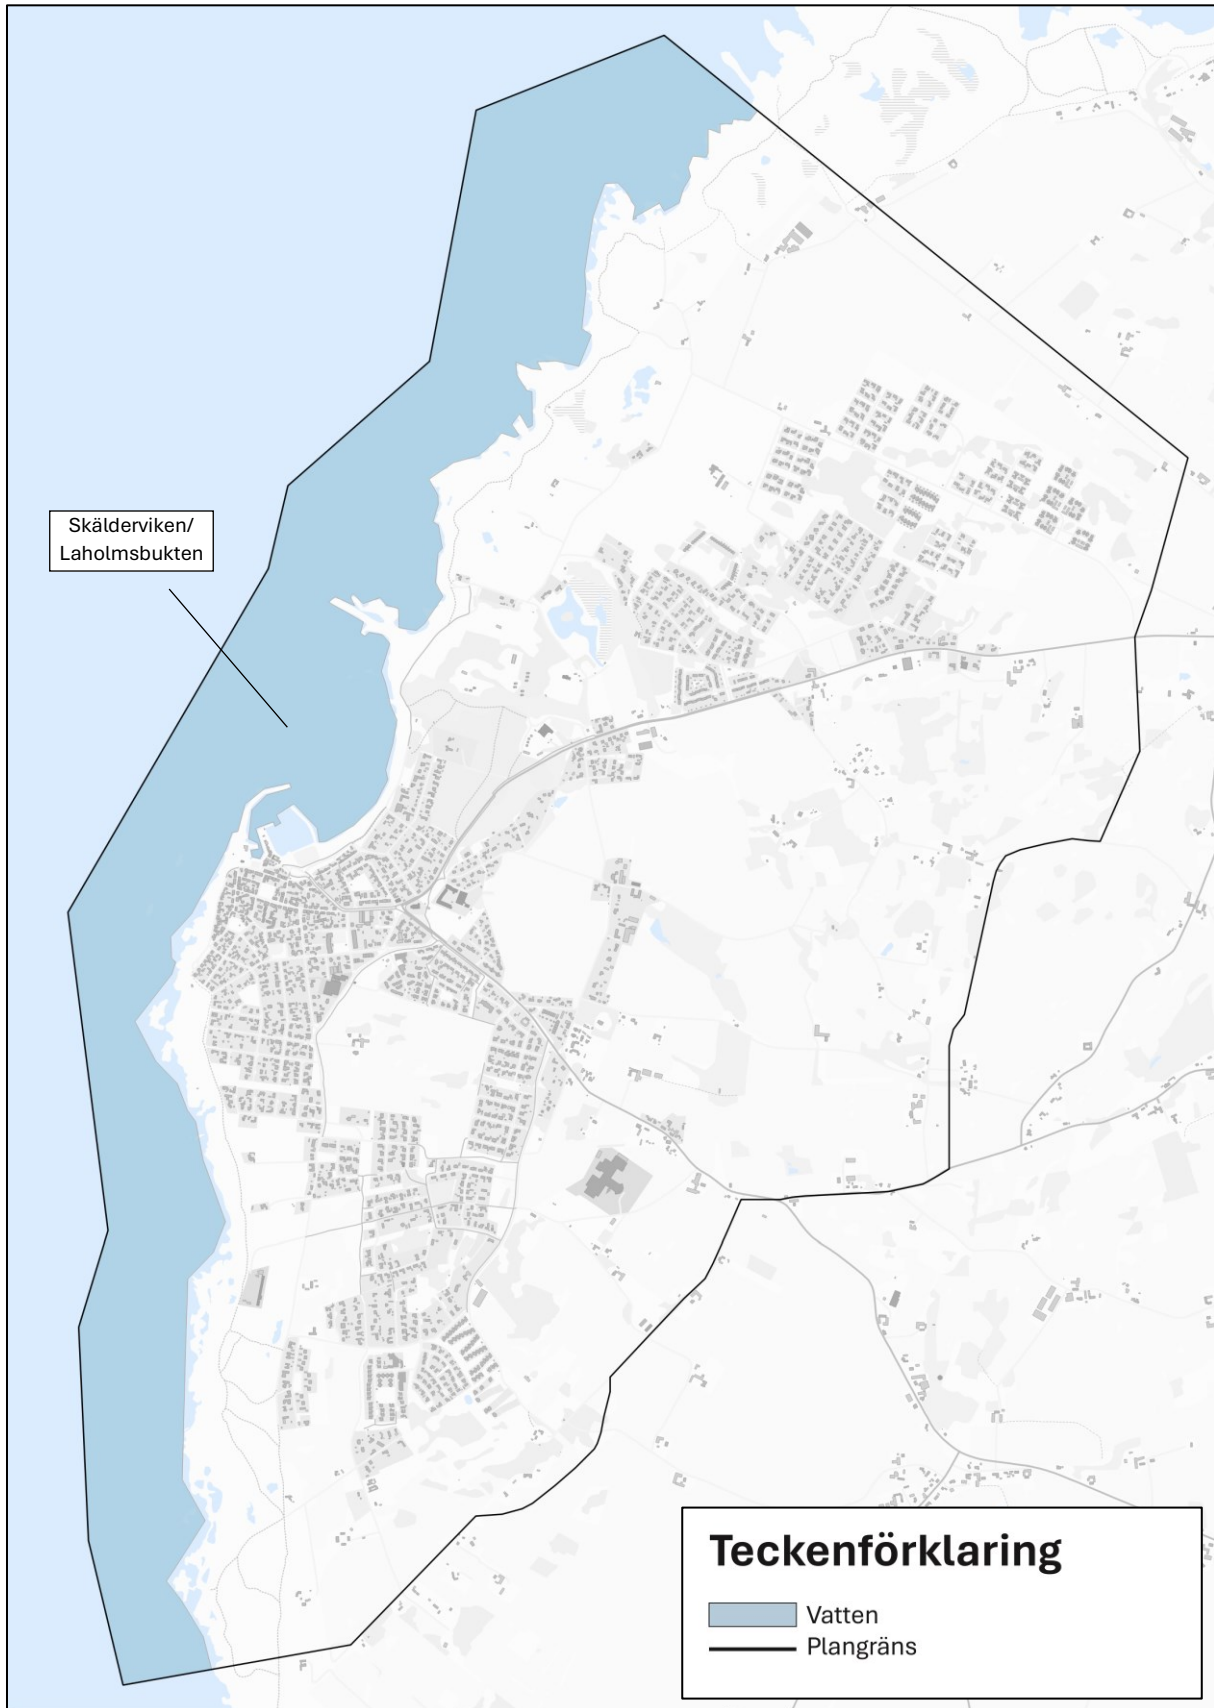 Skälderviken/
Laholmsbukten
Teckenförklaring
Vatten
Plangräns